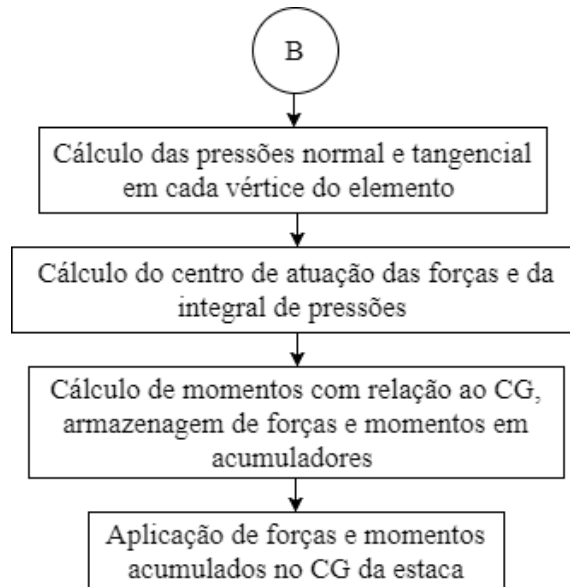 B
Cálculo das pressões normal e tangencial
em cada vértice do elemento
Cálculo do centro de atuação das forças e da
integral de pressões
Cálculo de momentos com relação ao CG,
armazenagem de forças e momentos em
acumuladores
Aplicação de forças e momentos
acumulados no CG da estaca